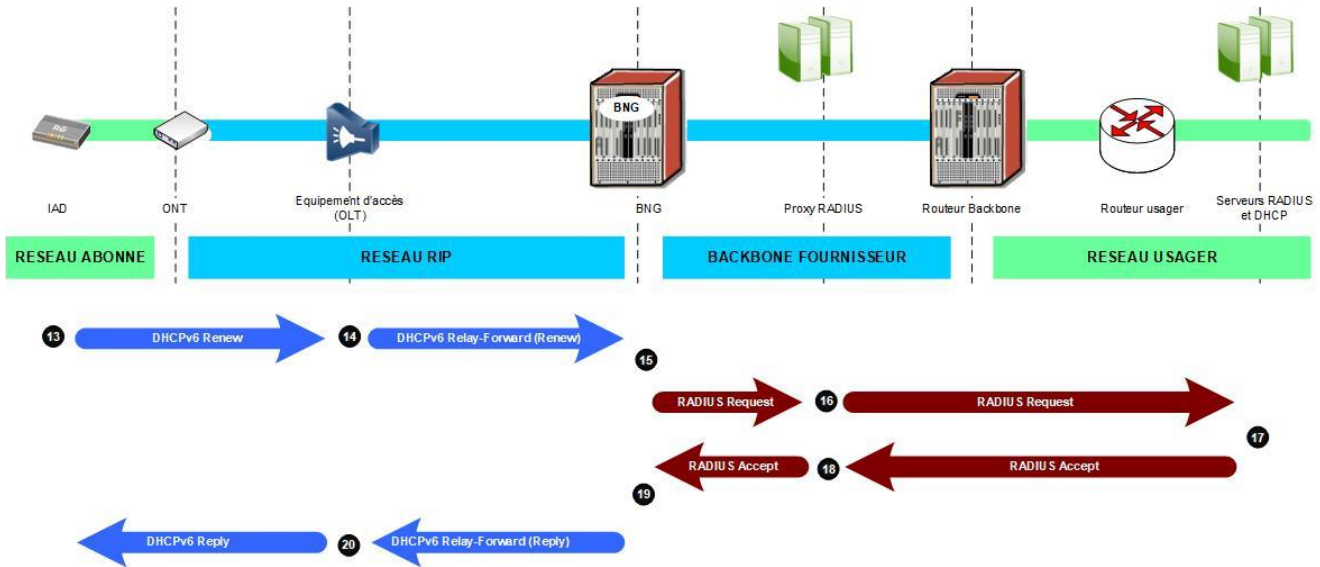 BNG
RG
IAD
ONT
Equipement d'accès
(OLT)
BNG
Proxy RADIUS
Routeur Backbone
Routeur usager
Serveurs RADIUS
et DHCP
RESEAU ABONNE
RESEAU RIP
BACKBONE FOURNISSEUR
RESEAU USAGER
13
DHCPv6 Renew
14
DHCPv6 Relay-Forward (Renew)
15
RADIUS Request
16
RADIUS Request
17
RADIUS Accept
18
RADIUS Accept
19
DHCPv6 Reply
20
DHCPv6 Relay-Forward (Reply)